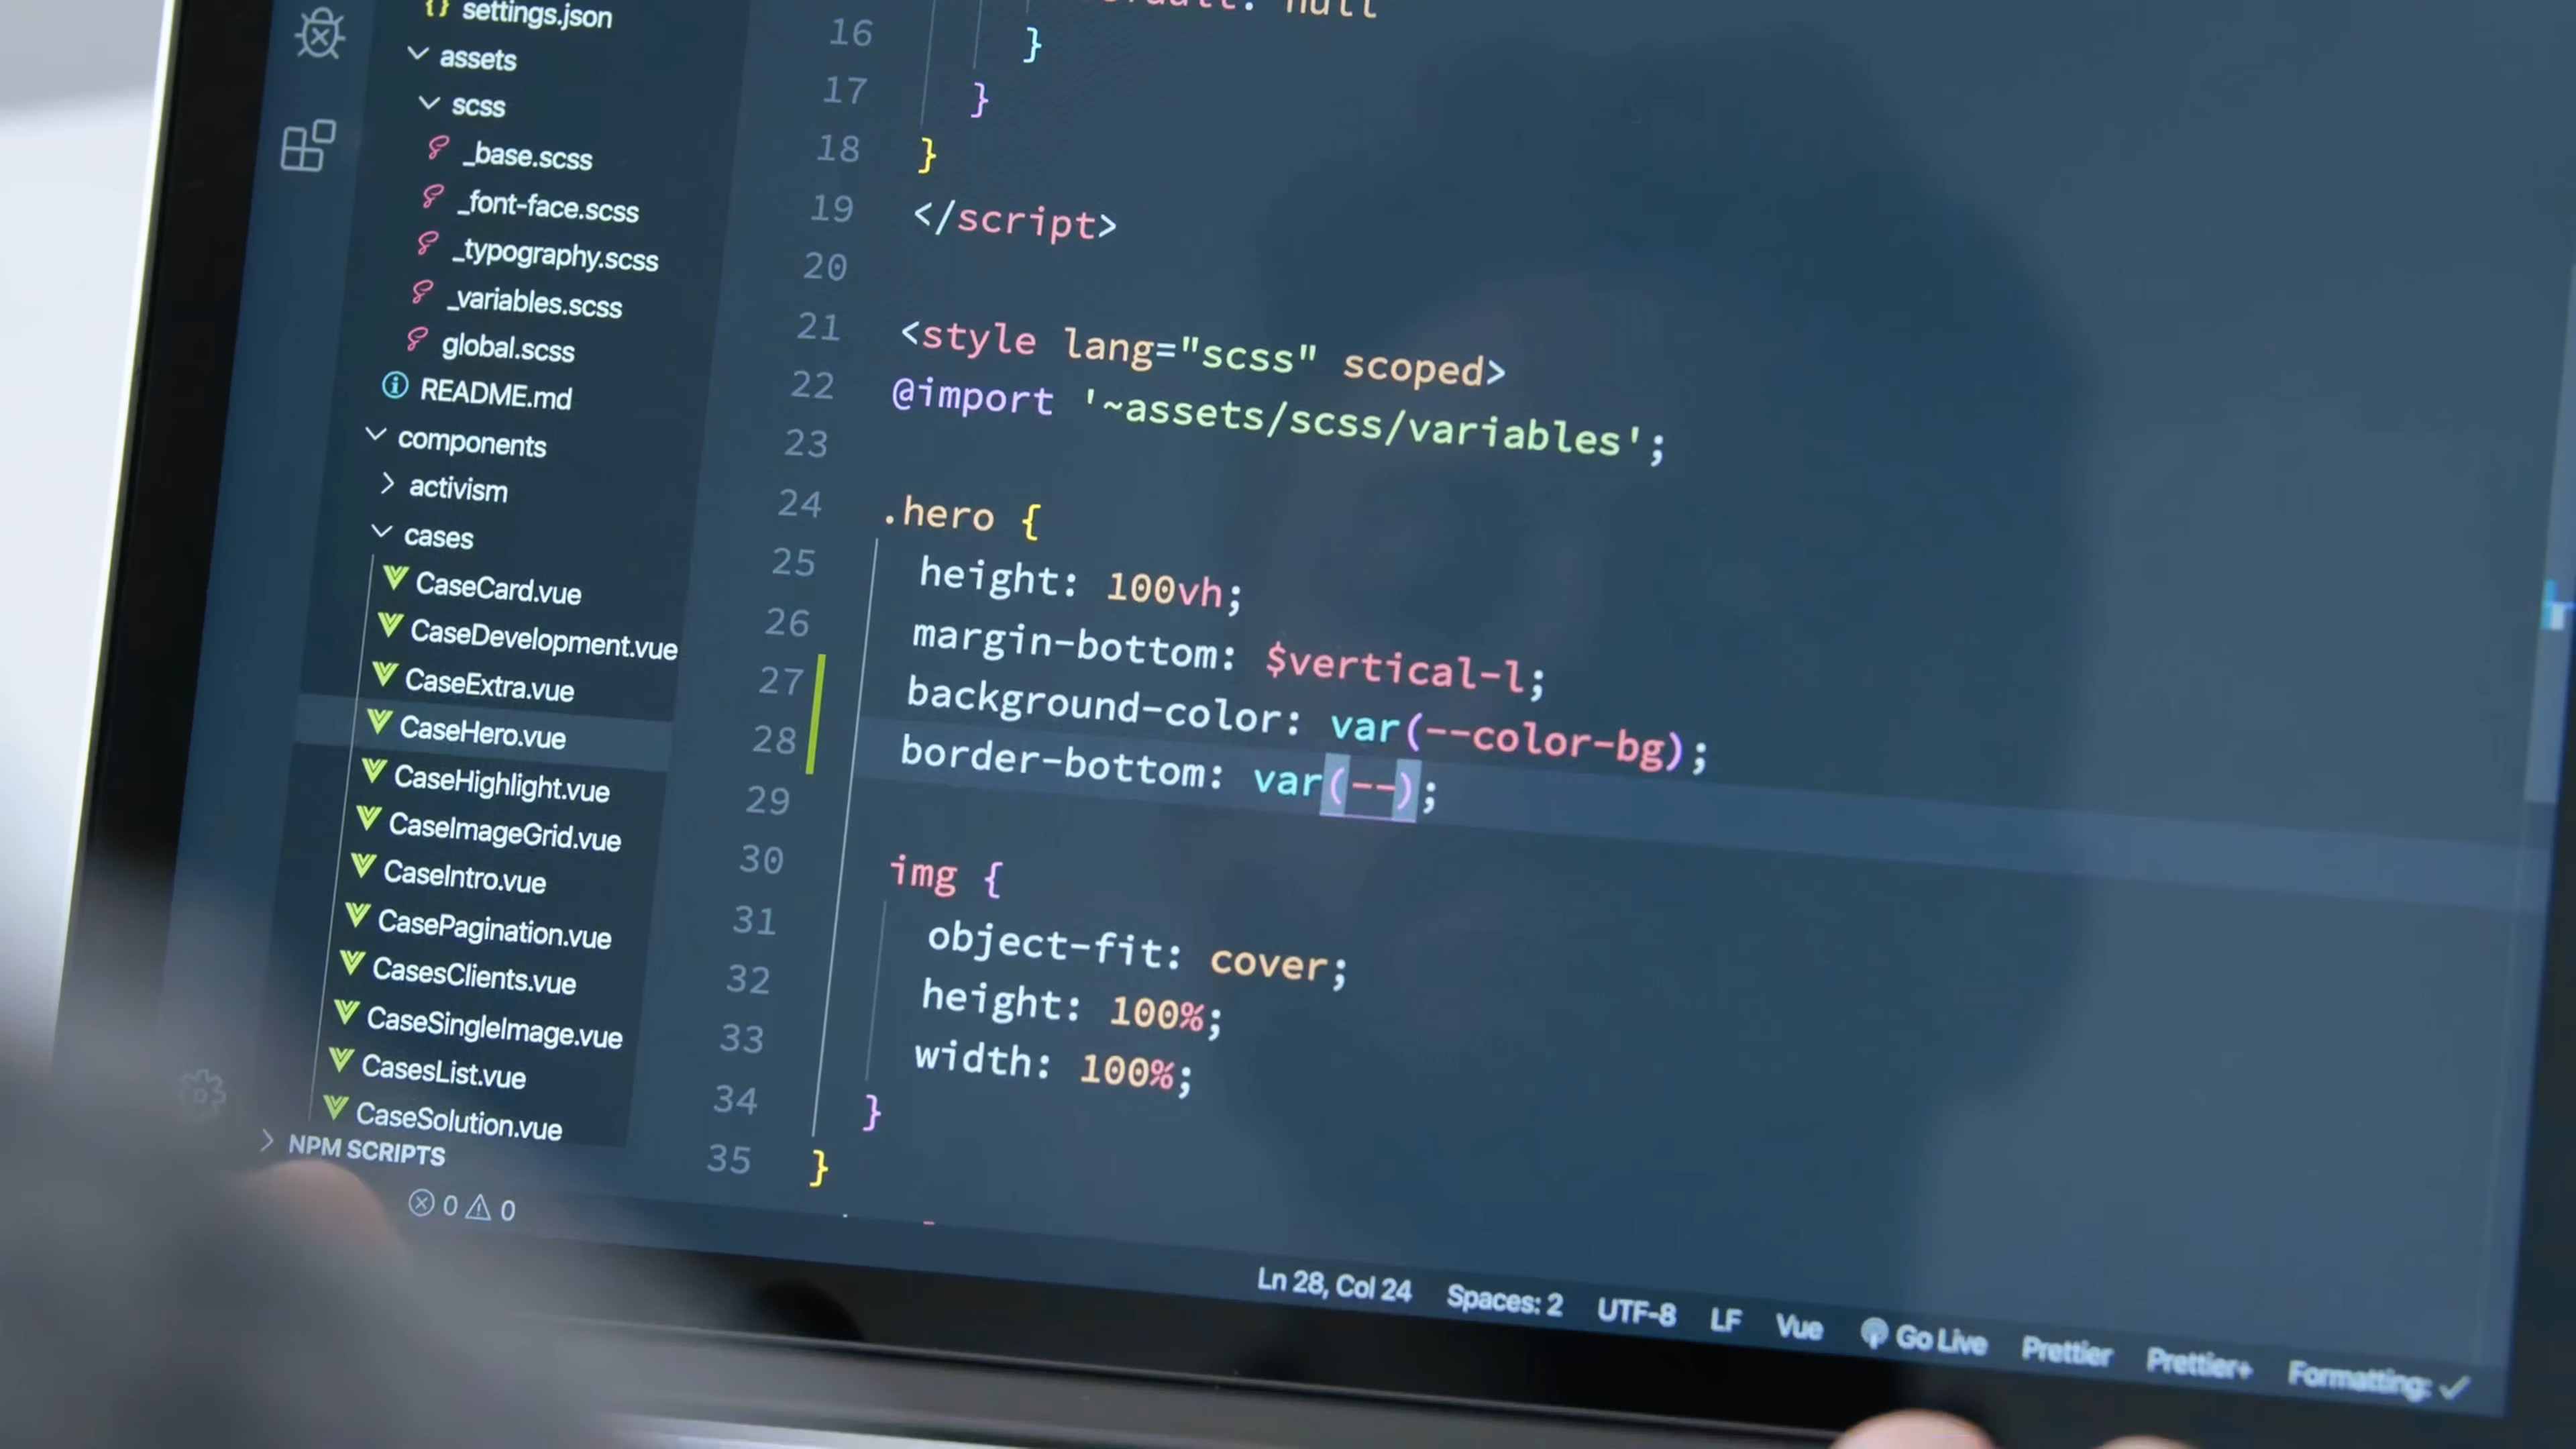 settings.json
assets
scss
_base.scss
_font-face.scss
_typography.scss
_variables.scss
global.scss
README.md
components
activism
cases
CaseCard.vue
CaseDevelopment.vue
CaseExtra.vue
CaseHero.vue
CaseHighlight.vue
CaseImageGrid.vue
CaseIntro.vue
CasePagination.vue
CasesClients.vue
CaseSingleImage.vue
CasesList.vue
CaseSolution.vue
NPM SCRIPTS
0 0
null
16 }
17 }
18 }
19 </script>
20
21 <style lang="scss" scoped>
22 @import '~assets/scss/variables';
23
24 .hero {
25 height: 100vh;
26 margin-bottom: $vertical-l;
27 background-color: var(--color-bg);
28 border-bottom: var(--);
29
30 img {
31 object-fit: cover;
32 height: 100%;
33 width: 100%;
34 }
35 }
Ln 28, Col 24 Spaces: 2 UTF-8 LF Vue Go Live Prettier Prettier+ Formatting: ✓